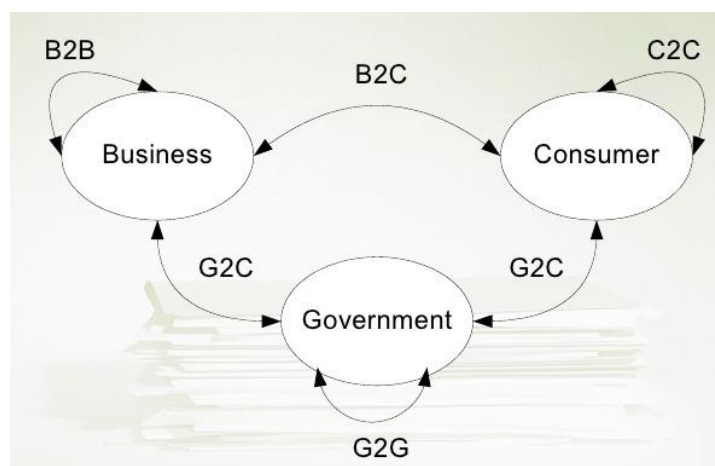 B2B
C2C
B2C
Business
Consumer
G2C
G2C
Government
G2G